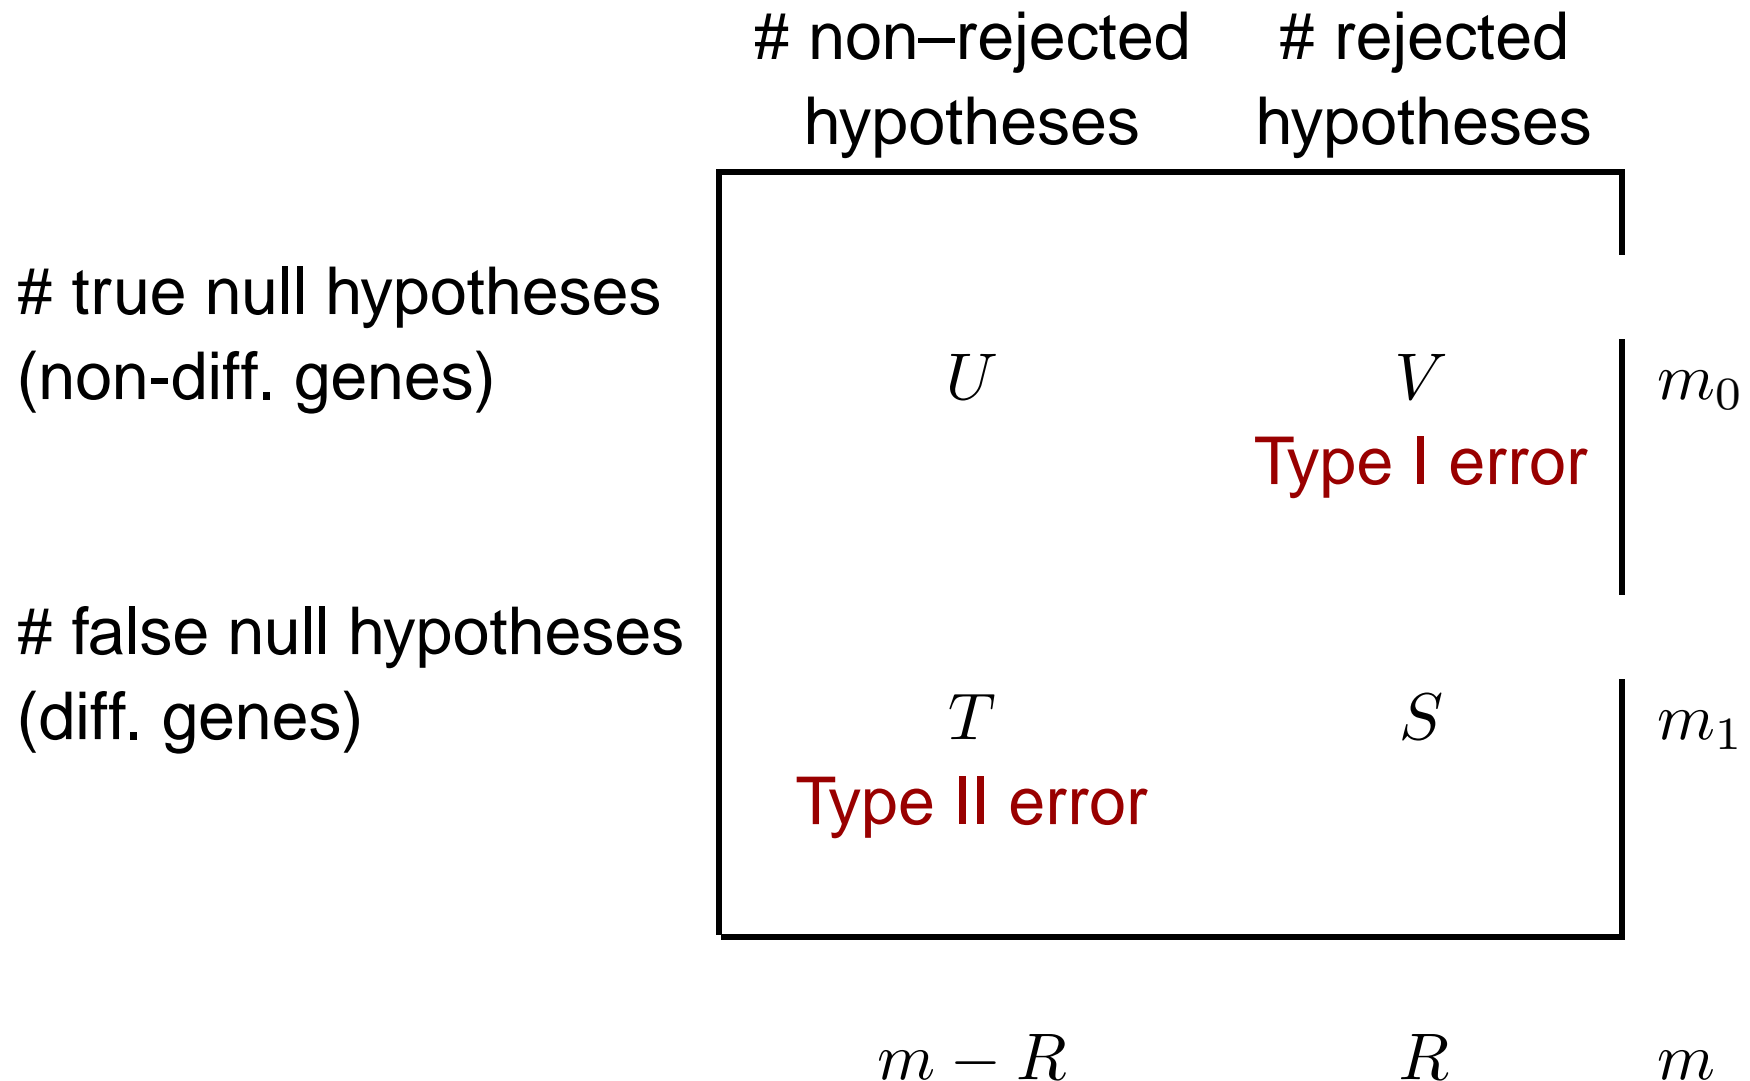 # non–rejected # rejected
hypotheses hypotheses
# true null hypotheses
(non-diff. genes) U V m₀
Type I error
# false null hypotheses
(diff. genes) T S m₁
Type II error
m − R R m